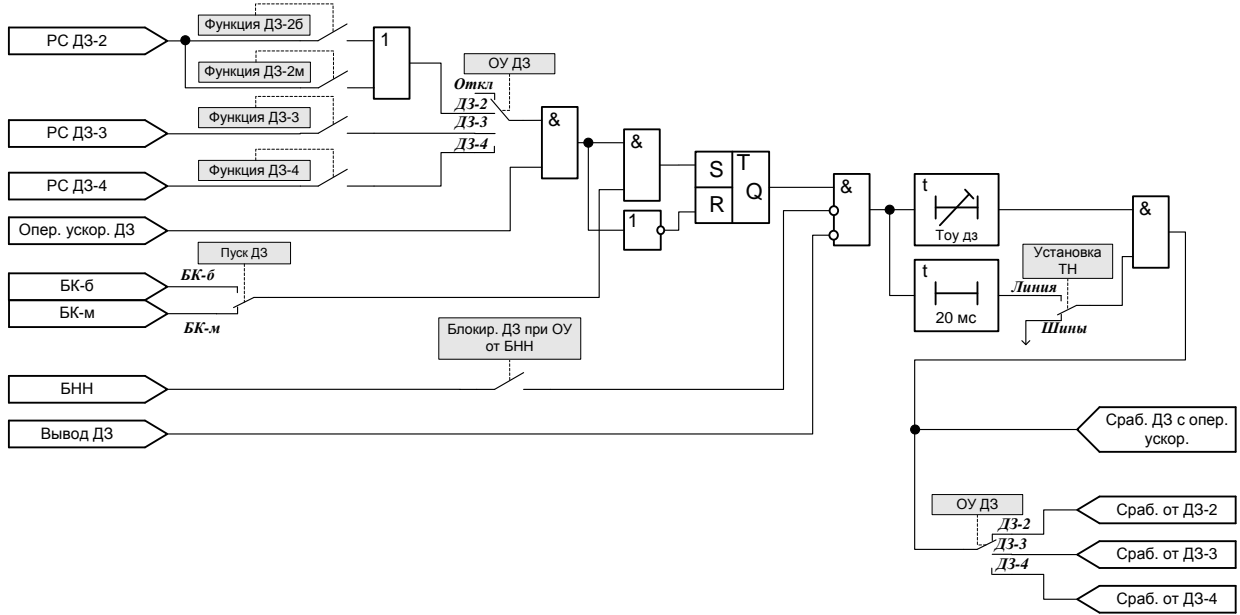 Функция ДЗ-2б
РС ДЗ-2
1
Функция ДЗ-2м
ОУ ДЗ
Откл
ДЗ-2
ДЗ-3
ДЗ-4
Функция ДЗ-3
РС ДЗ-3
&
&
Функция ДЗ-4
РС ДЗ-4
S
T
Q
R
&
t
Tоу дз
&
1
Опер. ускор. ДЗ
Пуск ДЗ
БК-б
БК-б
БК-м
БК-м
t
20 мс
Установка
ТН
Линия
Шины
Блокир. ДЗ при ОУ
от БНН
БНН
Вывод ДЗ
Сраб. ДЗ с опер.
ускор.
ОУ ДЗ
ДЗ-2
ДЗ-3
ДЗ-4
Сраб. от ДЗ-2
Сраб. от ДЗ-3
Сраб. от ДЗ-4